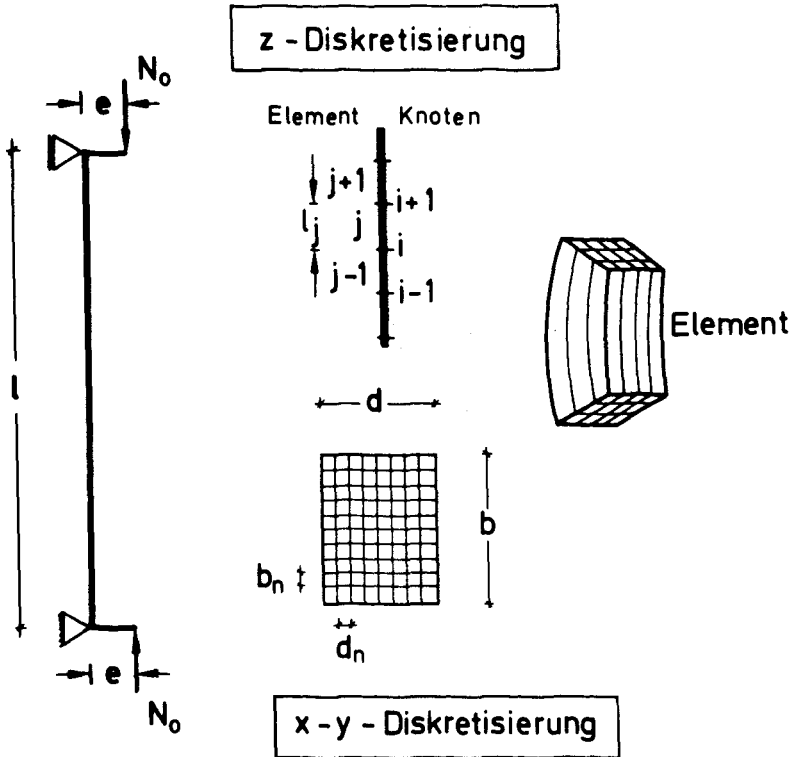 z - Diskretisierung
N₀
e
Element Knoten
j+1
i+1
lⱼ
j
i
j-1
i-1
Element
l
d
b
bₙ
dₙ
e
N₀
x - y - Diskretisierung